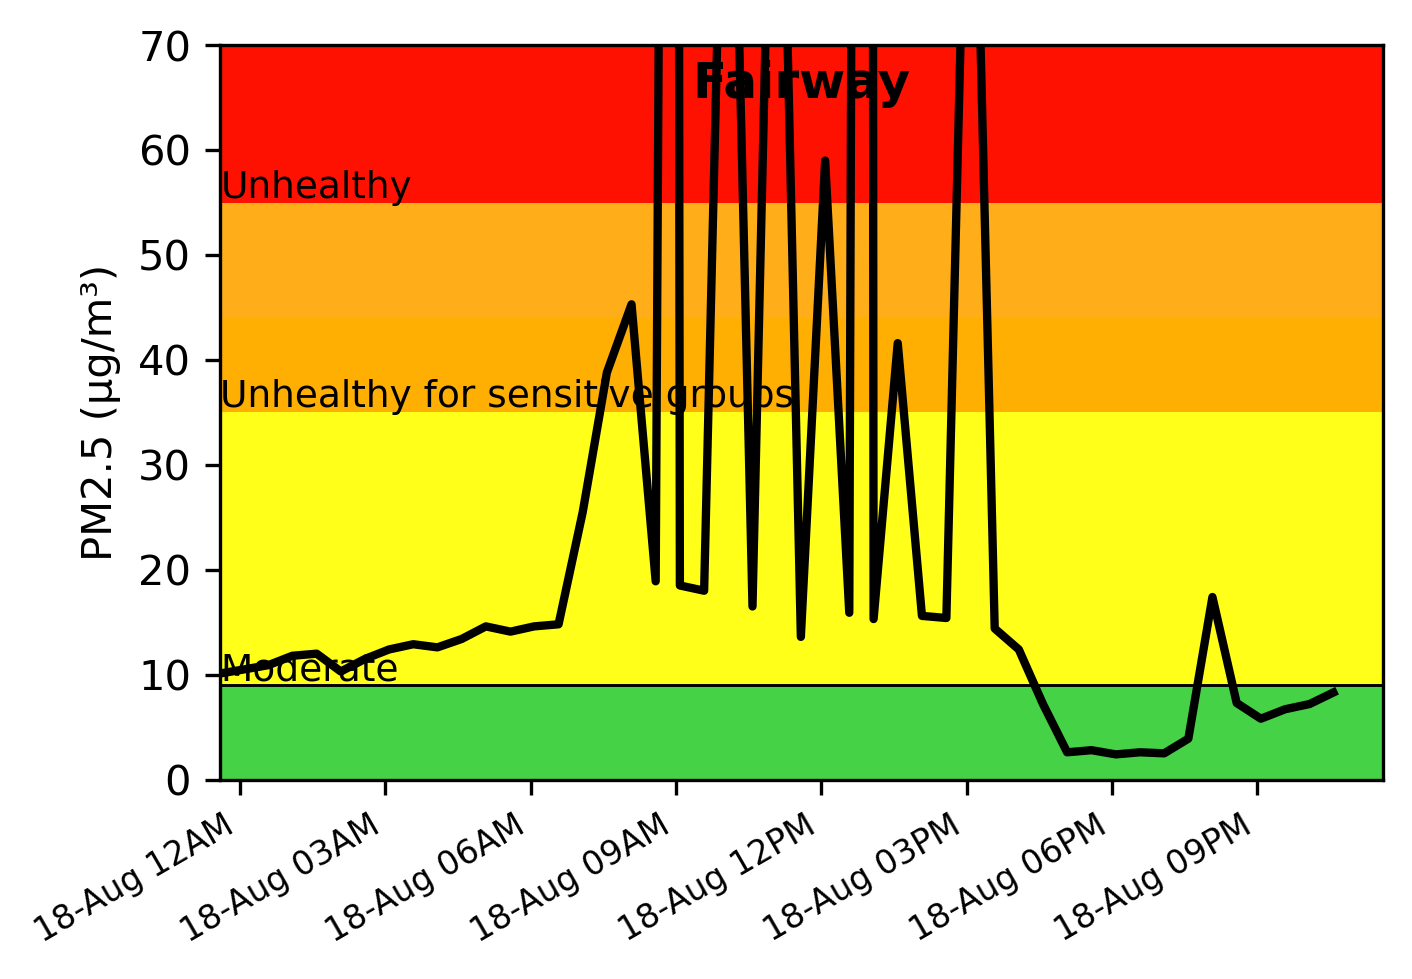 Fairway
PM2.5 (µg/m³)
70
60
50
40
30
20
10
0
Unhealthy
Unhealthy for sensitive groups
Moderate
18-Aug 12AM
18-Aug 03AM
18-Aug 06AM
18-Aug 09AM
18-Aug 12PM
18-Aug 03PM
18-Aug 06PM
18-Aug 09PM